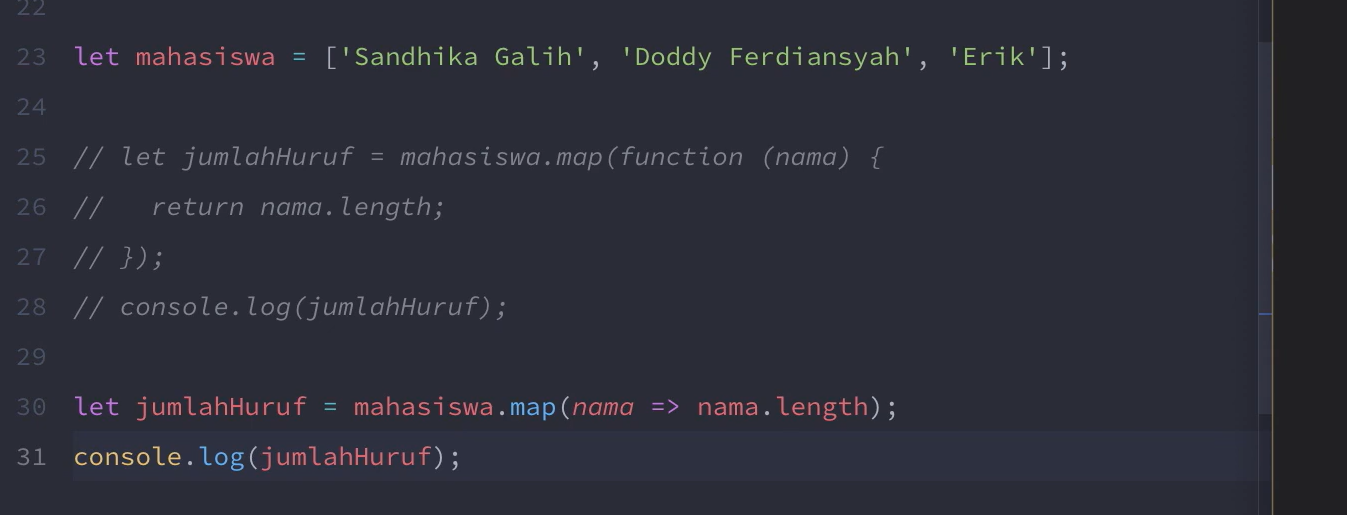 22
23 let mahasiswa = ['Sandhika Galih', 'Doddy Ferdiansyah', 'Erik'];
24
25 // let jumlahHuruf = mahasiswa.map(function (nama) {
26 //   return nama.length;
27 // });
28 // console.log(jumlahHuruf);
29
30 let jumlahHuruf = mahasiswa.map(nama => nama.length);
31 console.log(jumlahHuruf);